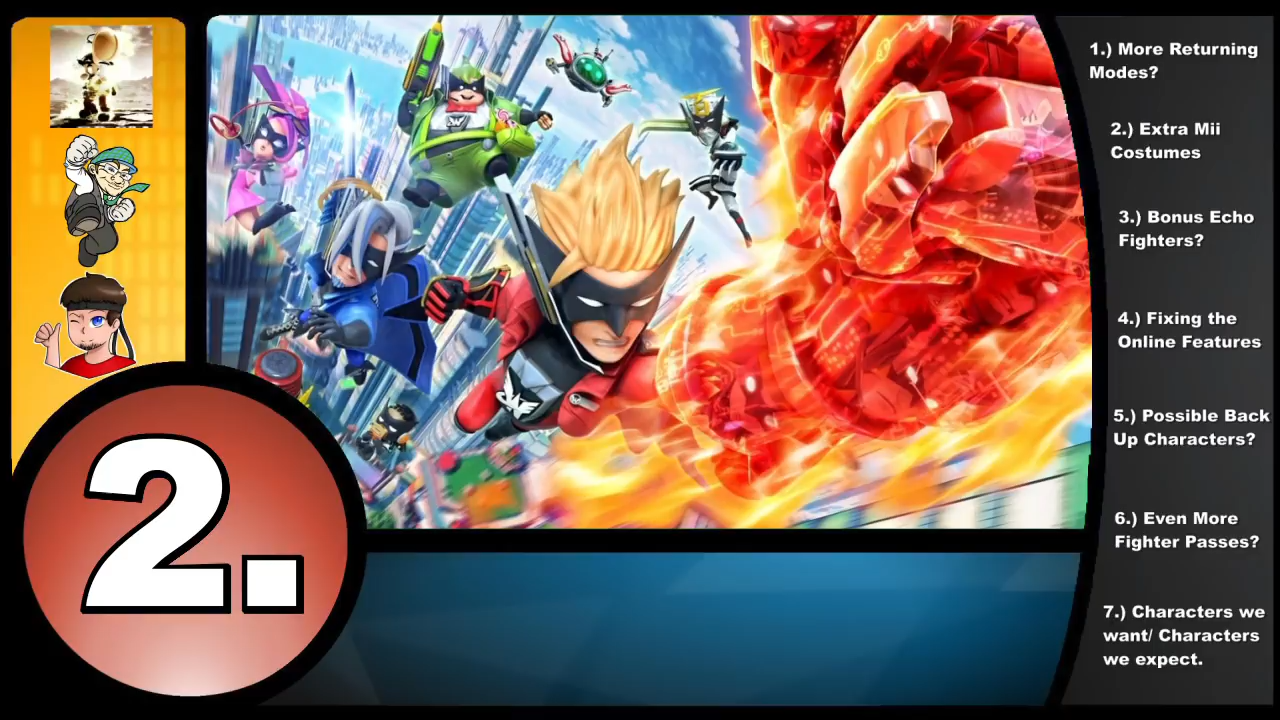 1.) More Returning
Modes?
2.) Extra Mii
Costumes
3.) Bonus Echo
Fighters?
4.) Fixing the
Online Features
5.) Possible Back
Up Characters?
6.) Even More
Fighter Passes?
7.) Characters we
want/ Characters
we expect.
2.